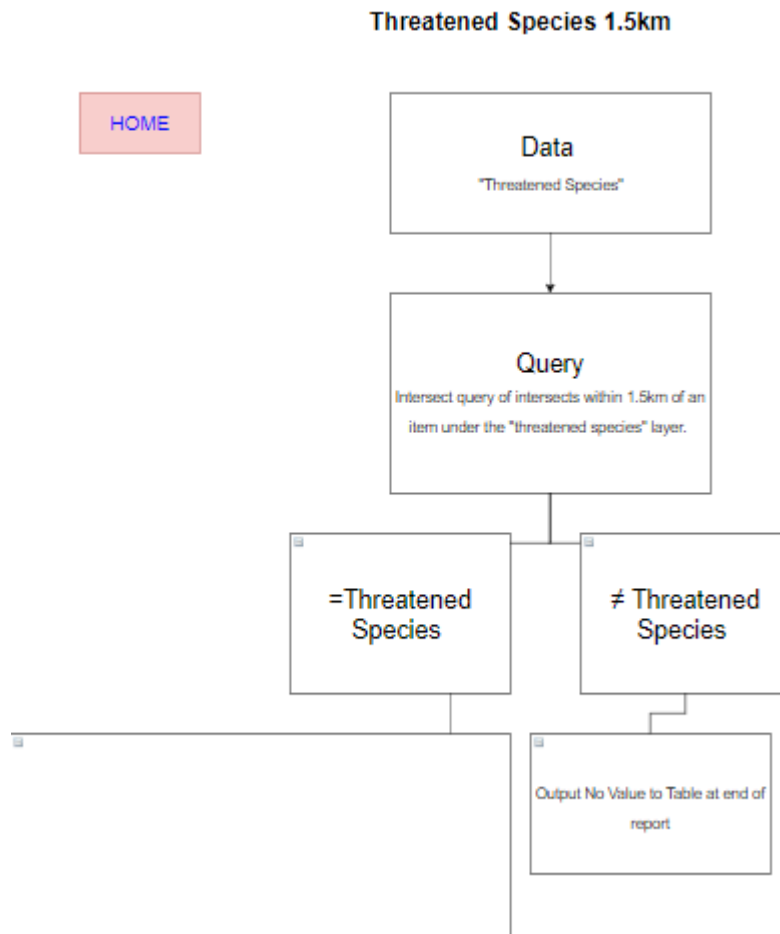 Threatened Species 1.5km
HOME
Data
"Threatened Species"
Query
Intersect query of intersects within 1.5km of an
item under the "threatened species" layer.
=Threatened
Species
≠ Threatened
Species
Output No Value to Table at end of
report